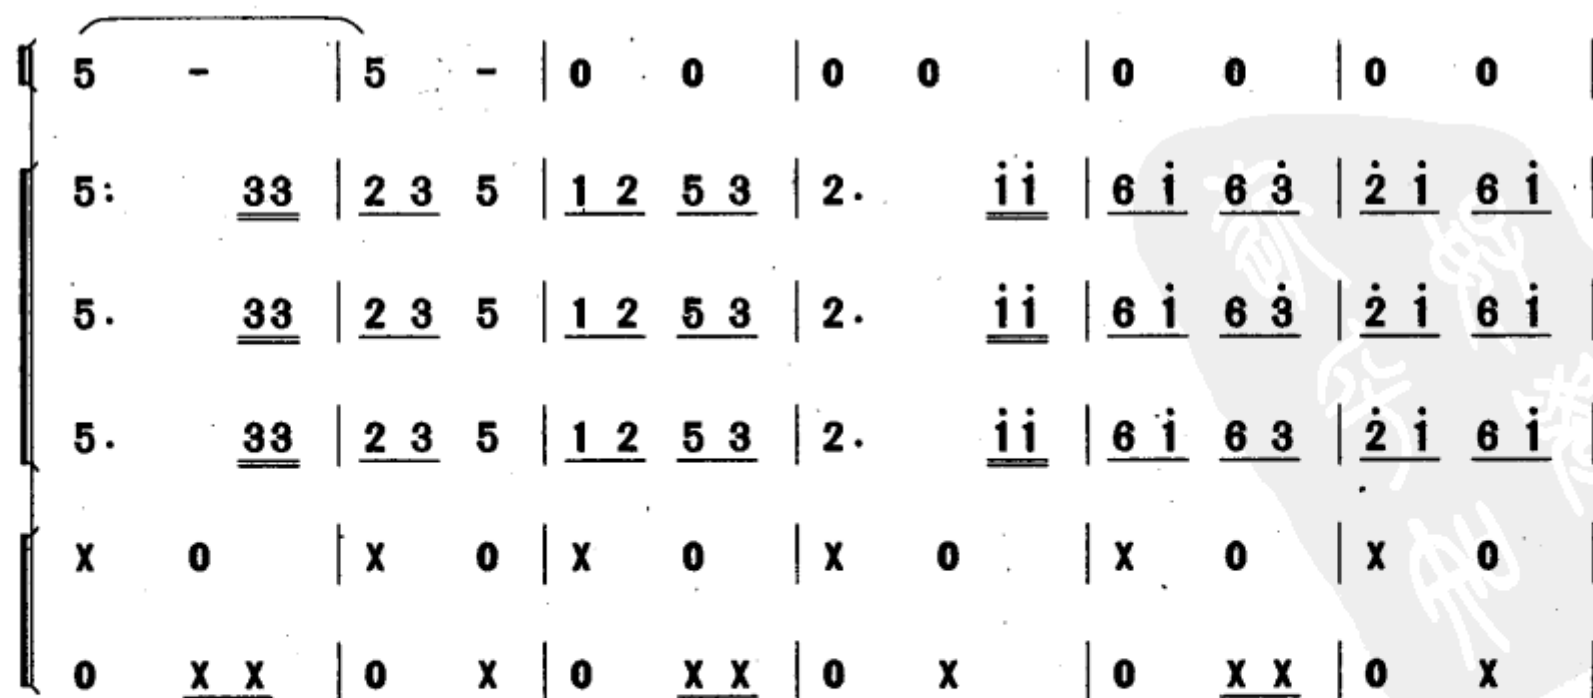 5 - | 5 - | 0 0 | 0 0 | 0 0 | 0 0 |
5: 33 | 2 3 5 | 1 2 5 3 | 2. i i | 6 i 6 3̇ | 2̇ i 6 i |
5. 33 | 2 3 5 | 1 2 5 3 | 2. i i | 6 i 6 3̇ | 2̇ i 6 i |
5. 33 | 2 3 5 | 1 2 5 3 | 2. i i | 6 i 6 3 | 2̇ i 6 i |
X 0 | X 0 | X 0 | X 0 | X 0 | X 0 |
0 X X | 0 X | 0 X X | 0 X | 0 X X | 0 X |